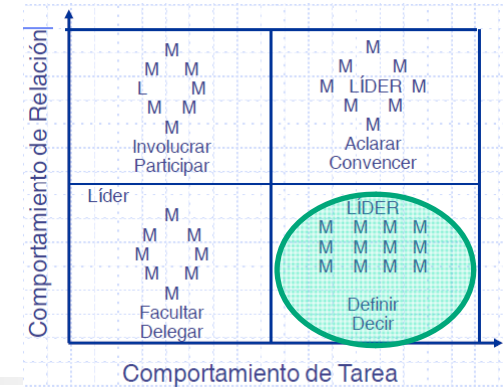 Comportamiento de Relación
M
M M
L M
M M
M
Involucrar
Participar
M
M M
M LÍDER M
M M
M
Aclarar
Convencer
Líder
M
M M
M M
M M
M
Facultar
Delegar
LÍDER
M M M M
M M M M
M M M M
Definir
Decir
Comportamiento de Tarea